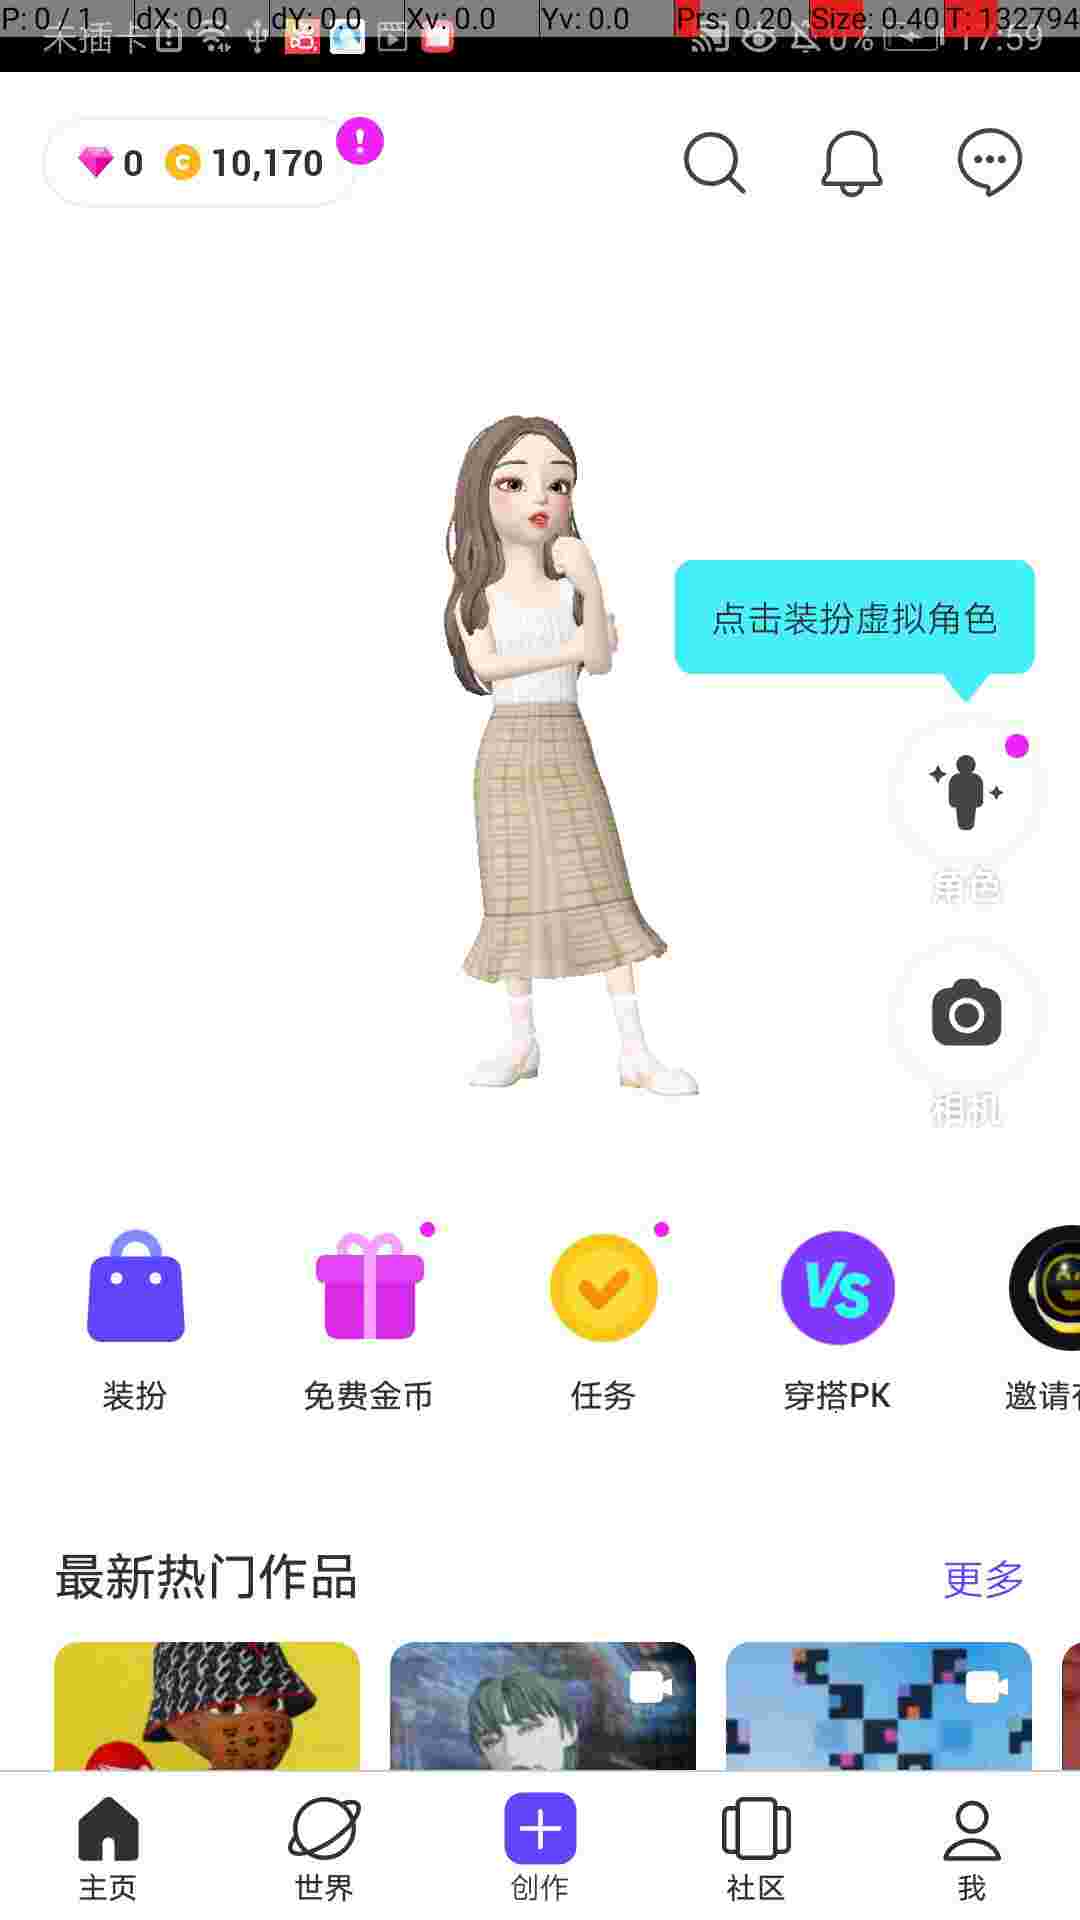 P: 0 / 1 dX: 0.0 dY: 0.0 Xv: 0.0 Yv: 0.0 Prs: 0.20 Size: 0.40 T: 132794
未插卡 0% 17:59
0 C 10,170 !
点击装扮虚拟角色
角色
相机
VS
装扮 免费金币 任务 穿搭PK 邀请
最新热门作品 更多
主页 世界 创作 社区 我